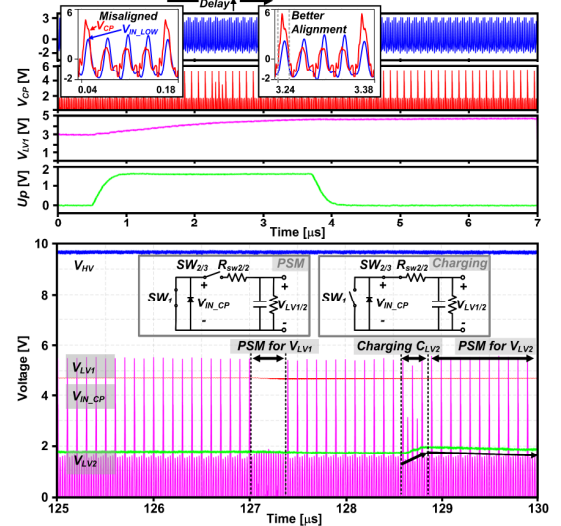 Delay
Misaligned
V_CP
V_IN_LOW
6
2
-2
0.04
0.18
Better
Alignment
6
2
-2
3.24
3.38
3
0
-2
V_CP [V]
6
4
2
0
V_LV1 [V]
5
3
1
Up [V]
2
0
0
1
2
3
4
5
6
7
Time [μs]
Voltage [V]
10
8
6
4
2
0
V_HV
SW_2/3
R_sw2/2
PSM
SW_1
+
V_IN_CP
-
+
V_LV1/2
-
SW_2/3
R_sw2/2
Charging
SW_1
+
V_IN_CP
-
+
V_LV1/2
-
PSM for V_LV1
Charging C_LV2
PSM for V_LV2
V_LV1
V_IN_CP
V_LV2
125
126
127
128
129
130
Time [μs]